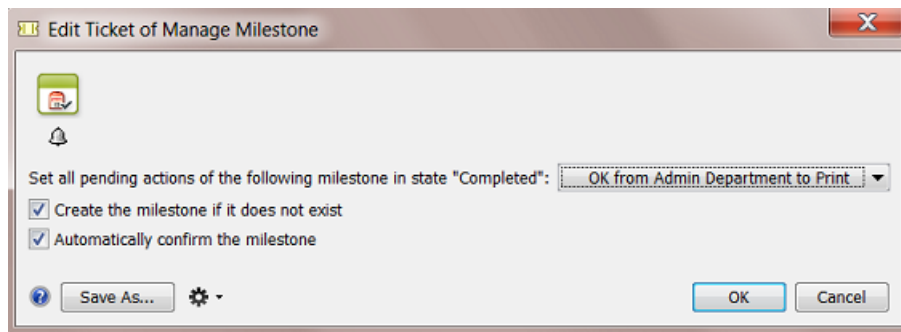 Edit Ticket of Manage Milestone
Set all pending actions of the following milestone in state "Completed": OK from Admin Department to Print
Create the milestone if it does not exist
Automatically confirm the milestone
Save As... OK Cancel